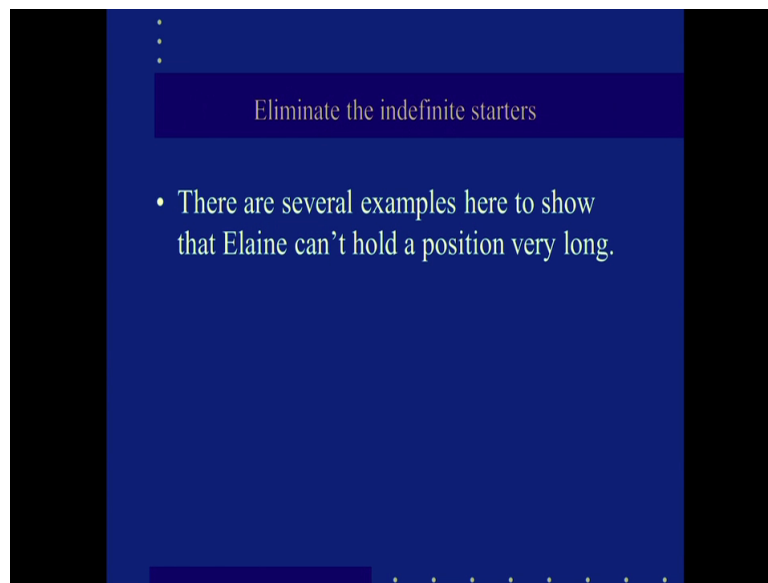 Eliminate the indefinite starters
• There are several examples here to show
that Elaine can’t hold a position very long.